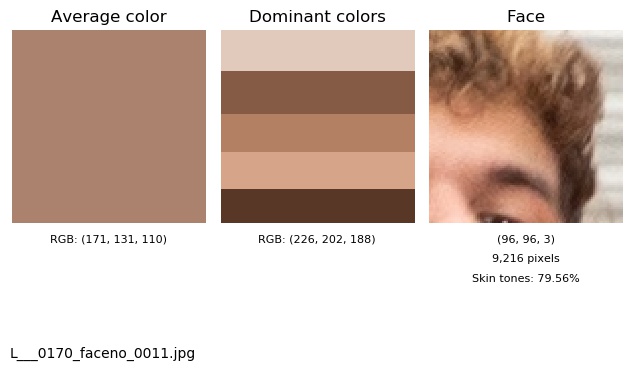 Average color
Dominant colors
Face
RGB: (171, 131, 110)
RGB: (226, 202, 188)
(96, 96, 3)
9,216 pixels
Skin tones: 79.56%
L___0170_faceno_0011.jpg